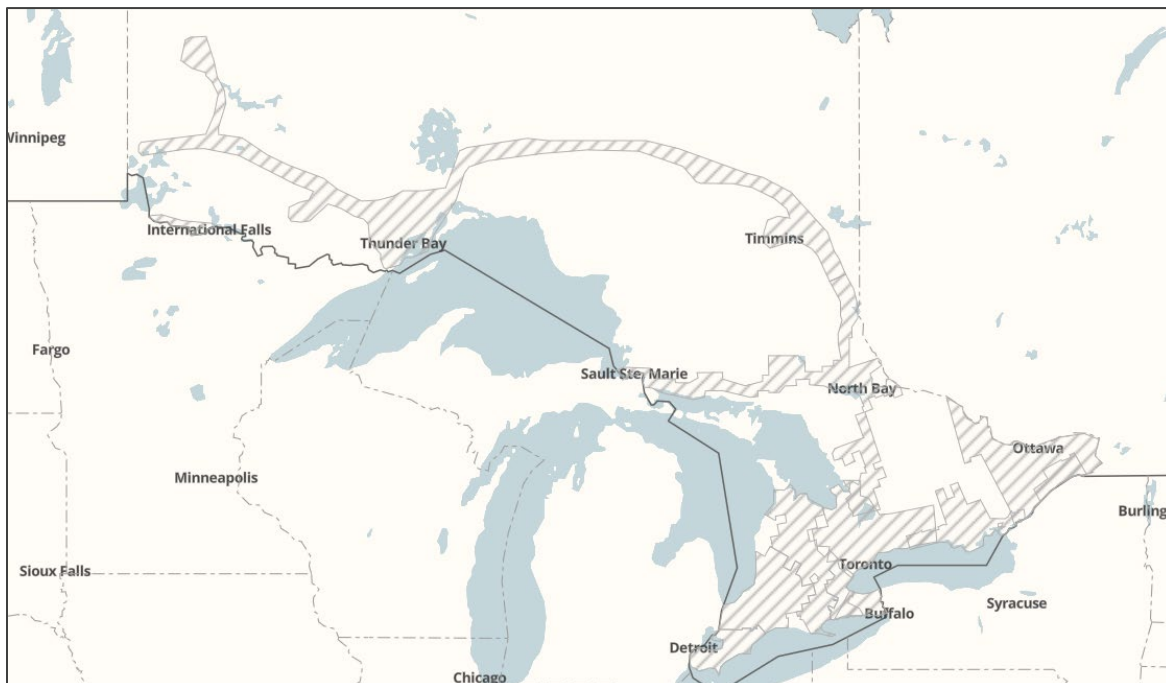 Winnipeg
International Falls
Thunder Bay
Timmins
Fargo
Sault Ste. Marie
North Bay
Ottawa
Minneapolis
Burling
Sioux Falls
Toronto
Syracuse
Buffalo
Detroit
Chicago